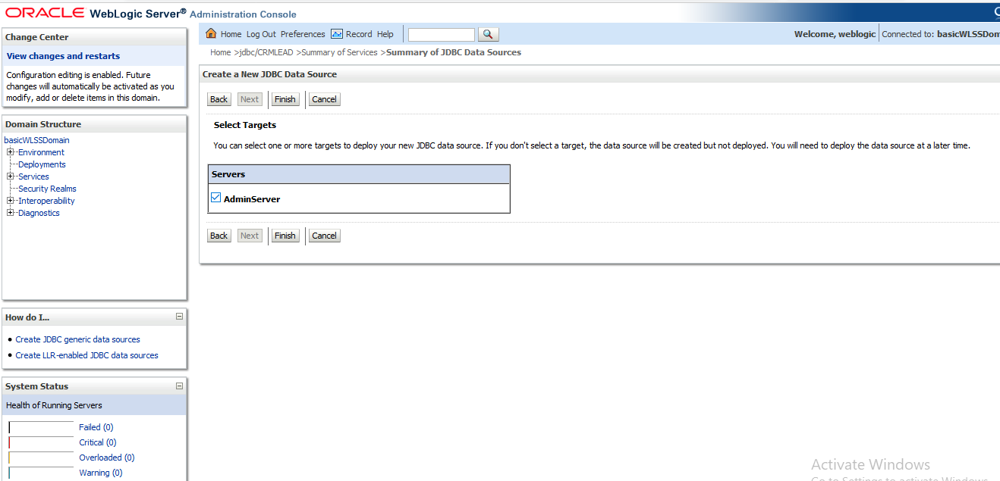 ORACLE WebLogic Server® Administration Console
Change Center
View changes and restarts
Configuration editing is enabled. Future
changes will automatically be activated as you
modify, add or delete items in this domain.
Domain Structure
basicWLSSDomain
Environment
Deployments
Services
Security Realms
Interoperability
Diagnostics
How do I...
Create JDBC generic data sources
Create LLR-enabled JDBC data sources
System Status
Health of Running Servers
Failed (0)
Critical (0)
Overloaded (0)
Warning (0)
Home Log Out Preferences Record Help
Welcome, weblogic Connected to: basicWLSSDom
Home >jdbc/CRMLEAD >Summary of Services >Summary of JDBC Data Sources
Create a New JDBC Data Source
Back Next Finish Cancel
Select Targets
You can select one or more targets to deploy your new JDBC data source. If you don't select a target, the data source will be created but not deployed. You will need to deploy the data source at a later time.
Servers
AdminServer
Back Next Finish Cancel
Activate Windows
Go to Settings to activate Windows.